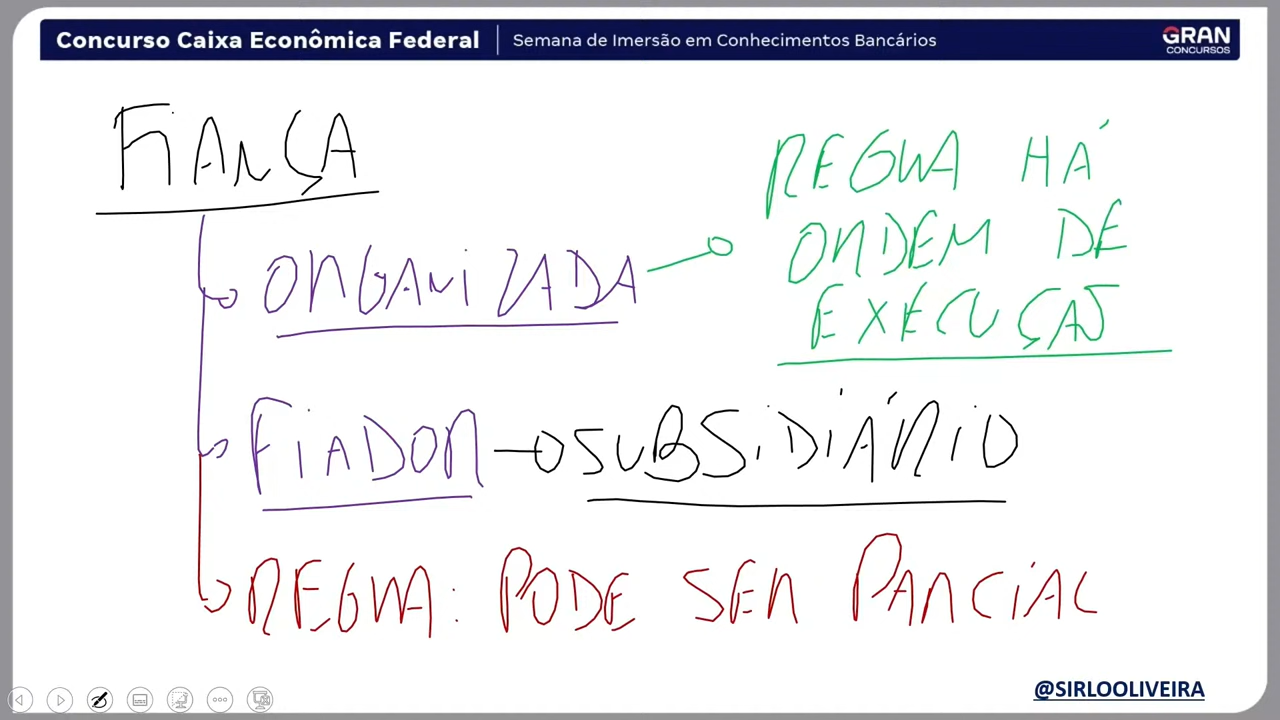 Concurso Caixa Econômica Federal | Semana de Imersão em Conhecimentos Bancários
GRAN
CONCURSOS
FIANÇA
ORGANIZADA
REGRA HÁ
ORDEM DE
EXECUÇÃO
FIADOR
SUBSIDIÁRIO
REGRA: PODE SER PARCIAL
@SIRLOOLIVEIRA